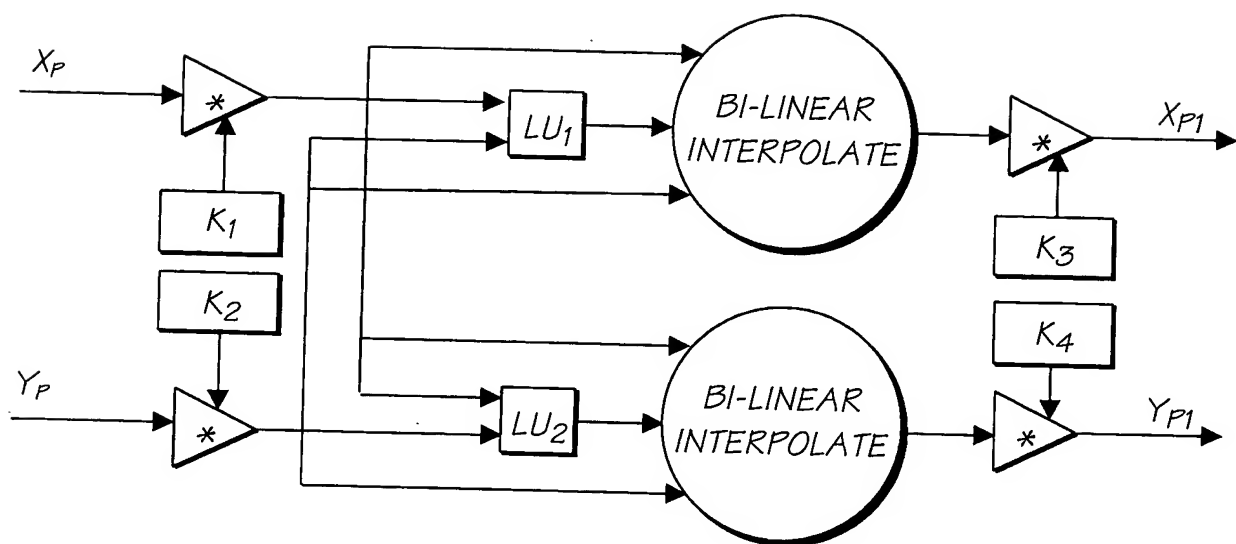 X_P
*
LU_1
BI-LINEAR
INTERPOLATE
*
X_P1
K_1
K_3
K_2
K_4
Y_P
*
LU_2
BI-LINEAR
INTERPOLATE
*
Y_P1